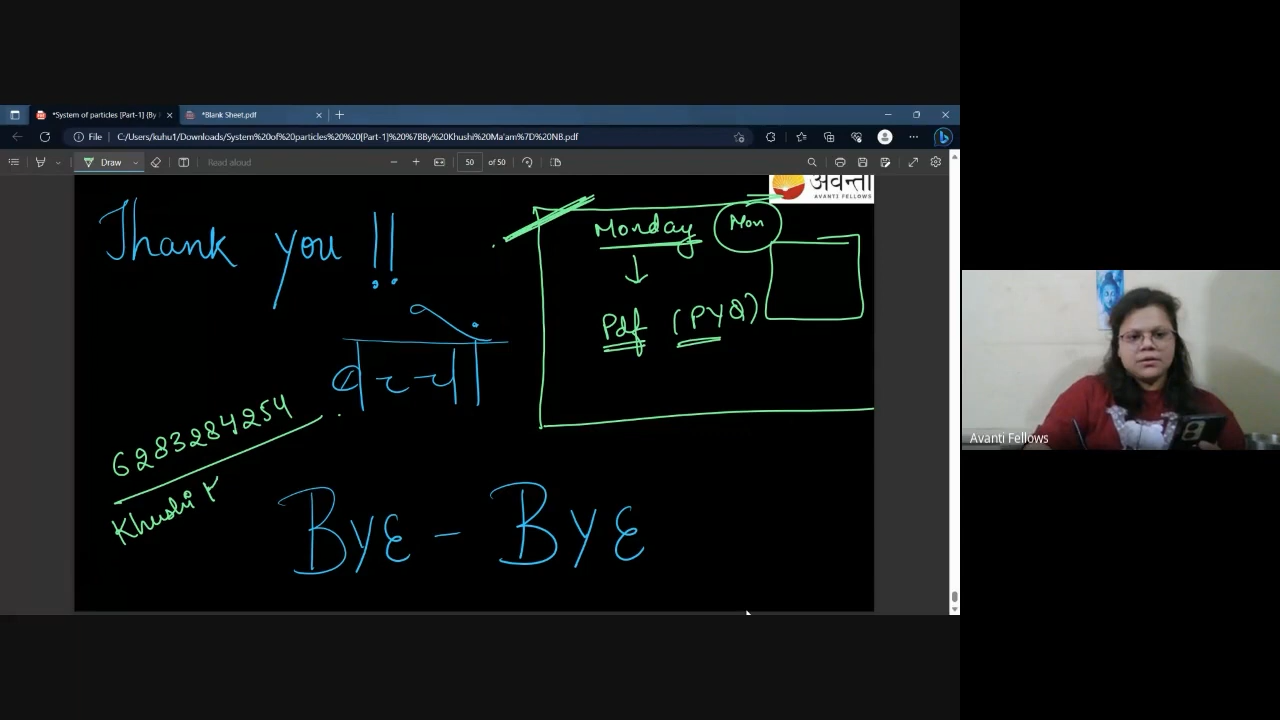 *System of particles [Part-1] (By
*Blank Sheet.pdf
File
C:/Users/kuhu1/Downloads/System%20of%20particles%20%20[Part-1]%20%7BBy%20Khushi%20Ma'am%7D%20NB.pdf
Draw
Read aloud
50 of 50
अवन्ती
AVANTI FELLOWS
Thank you !!
Monday Mon
Pdf (PYQ)
6283284254
Khushi
Bye - Bye
Avanti Fellows